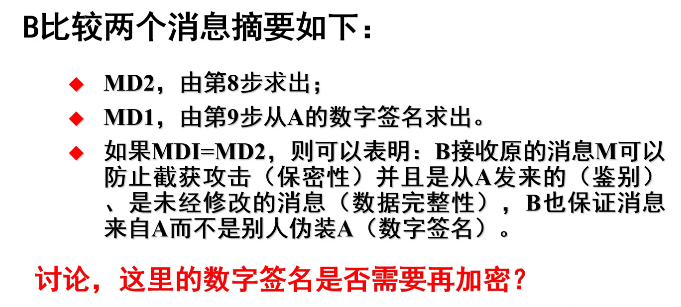 B比较两个消息摘要如下：
MD2，由第8步求出；
MD1，由第9步从A的数字签名求出。
如果MDI=MD2，则可以表明：B接收原的消息M可以
防止截获攻击（保密性）并且是从A发来的（鉴别）
、是未经修改的消息（数据完整性），B也保证消息
来自A而不是别人伪装A（数字签名）。
讨论，这里的数字签名是否需要再加密？